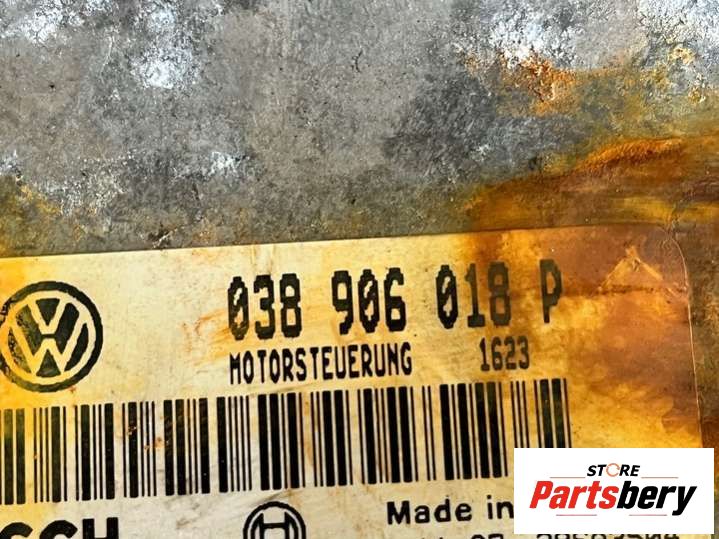 038 906 018 P
MOTORSTEUERUNG 1623
Made in
STORE
Partsbery